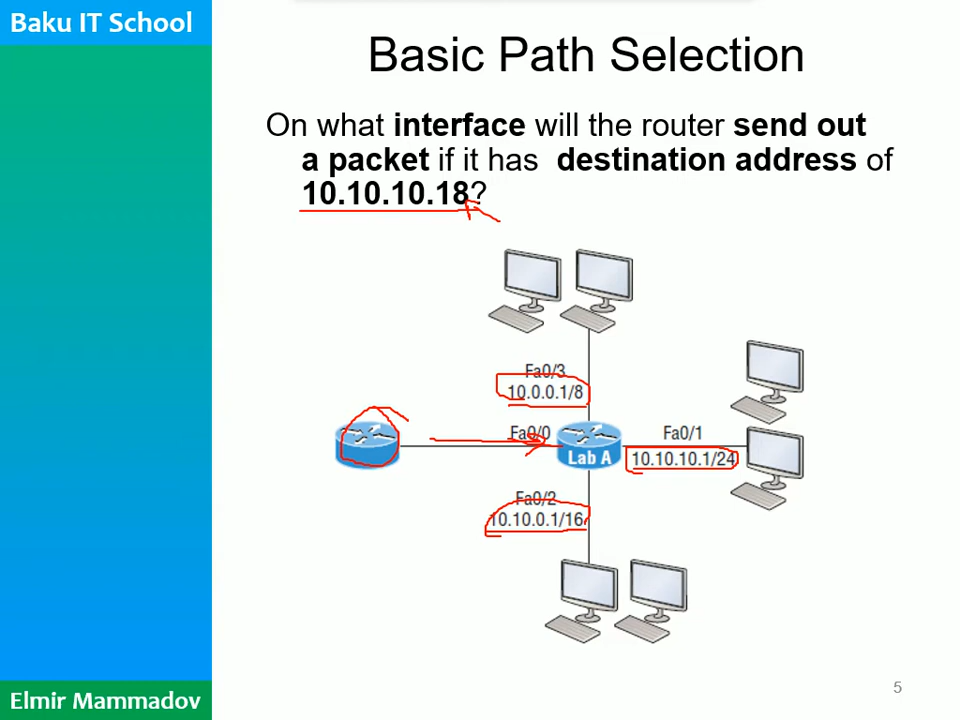 Baku IT School
Basic Path Selection
On what interface will the router send out
a packet if it has destination address of
10.10.10.18?
Fa0/3
10.0.0.1/8
Fa0/0
Fa0/1
Lab A
10.10.10.1/24
Fa0/2
10.10.0.1/16
Elmir Mammadov
5